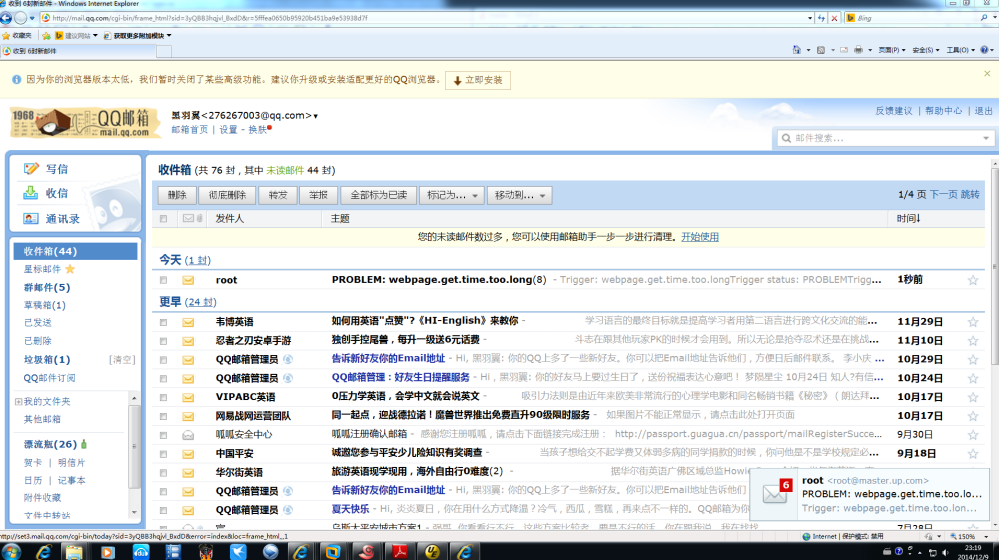 收到 6封新邮件 - Windows Internet Explorer
http://mail.qq.com/cgi-bin/frame_html?sid=3yQBB3hqjvl_BxdD&r=5fffea0650b95920b451ba9e53938d7f
Bing
收藏夹 建议网站 获取更多附加模块
收到 6封新邮件
页面(P) 安全(S) 工具(O)
因为你的浏览器版本太低，我们暂时关闭了某些高级功能。建议你升级或安装适配更好的QQ浏览器。 立即安装
1968 QQ邮箱 mail.qq.com
黑羽翼<276267003@qq.com>
反馈建议 | 帮助中心 | 退出
邮箱首页 | 设置 - 换肤
邮件搜索...
写信
收信
通讯录
收件箱(44)
星标邮件
群邮件(5)
草稿箱(1)
已发送
已删除
垃圾箱(1) [清空]
QQ邮件订阅
我的文件夹
其他邮箱
漂流瓶(26)
贺卡 | 明信片
日历 | 记事本
附件收藏
文件中转站
收件箱 (共 76 封，其中 未读邮件 44 封)
删除 彻底删除 转发 举报 全部标为已读 标记为... 移动到... 1/4 页 下一页 跳转
发件人 主题 时间↓
您的未读邮件数过多，您可以使用邮箱助手一步一步进行清理。开始使用
今天 (1 封)
root PROBLEM: webpage.get.time.too.long(8) - Trigger: webpage.get.time.too.longTrigger status: PROBLEMTrigg... 1秒前
更早 (24 封)
韦博英语 如何用英语"点赞"?《HI-English》来教你 - 学习语言的最终目标就是提高学习者用第二语言进行跨文化交流的能... 11月29日
忍者之刃安卓手游 独创手控尾兽，每升一级送6元话费 - 斗志在跟其他玩家PK的时候才会用到。所以无论是抢夺忍术还是在挑战... 11月10日
QQ邮箱管理员 告诉新好友你的Email地址 - Hi, 黑羽翼: 你的QQ上多了一些新好友。你可以把Email地址告诉他们，方便日后邮件联系。 李小庆 ... 10月29日
QQ邮箱管理员 QQ邮箱管理：好友生日提醒服务 - Hi，黑羽翼: 你的好友马上要过生日了，送份祝福表达心意吧！ 梦陨星尘 10月24日 知人?有信... 10月24日
VIPABC英语 0压力学英语，会学中文就会说英文 - 吸引力法则是由近年来欧美非常流行的心理学电影和同名畅销书籍《秘密》（ 朗达拜... 10月17日
网易战网运营团队 同一起点，迎战德拉诺！魔兽世界推出免费直升90级限时服务 - 如果图片不能正常显示，请点击此处打开页面 10月17日
呱呱安全中心 呱呱注册确认邮箱 - 感谢您注册呱呱，请点击下面链接完成注册： http://passport.guagua.cn/passport/mailRegisterSucce... 9月30日
中国平安 诚邀您参与平安少儿险知识有奖调查 - 当孩子想给交不起学费又体弱多病的同学捐款的时候，你问他是不是学校规定必... 9月18日
华尔街英语 旅游英语现学现用，海外自由行0难度(2) - 据华尔街英语广佛区域总监Howie
QQ邮箱管理员 告诉新好友你的Email地址 - Hi, 黑羽翼: 你的QQ上多了一些新好友。你可以把Email地址告诉他们
QQ邮箱管理员 夏天快乐 - Hi，炎炎夏日，你在用什么方式降温？冷气，西瓜，雪糕，再来点不一样的。QQ邮箱为你
7月28日
6 root <root@master.up.com>
PROBLEM: webpage.get.time.too.lo...
Trigger: webpage.get.time.too.lon...
http://set3.mail.qq.com/cgi-bin/today?sid=3yQBB3hqjvl_BxdD&error=index&loc=frame_html,,,1
Internet | 保护模式: 禁用 150%
23:19
2014/12/9